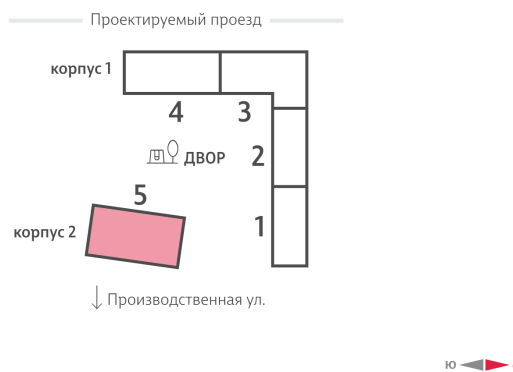 Проектируемый проезд
корпус 1
4
3
ДВОР
2
5
1
корпус 2
Производственная ул.
Ю